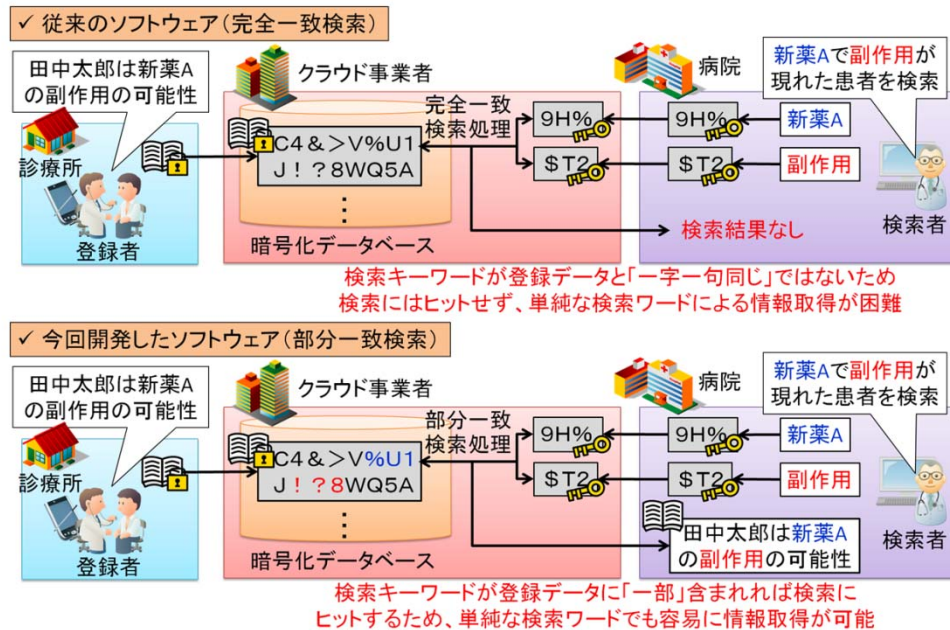 ✓ 従来のソフトウェア（完全一致検索）
田中太郎は新薬A
の副作用の可能性
診療所
登録者
クラウド事業者
C4&>V%U1
J!?8WQ5A
⋮
暗号化データベース
完全一致
検索処理
9H%
$T2
病院
9H%
$T2
新薬Aで副作用が
現れた患者を検索
新薬A
副作用
検索者
検索結果なし
検索キーワードが登録データと「一字一句同じ」ではないため
検索にはヒットせず、単純な検索ワードによる情報取得が困難
✓ 今回開発したソフトウェア（部分一致検索）
田中太郎は新薬A
の副作用の可能性
診療所
登録者
クラウド事業者
C4&>V%U1
J!?8WQ5A
⋮
暗号化データベース
部分一致
検索処理
9H%
$T2
病院
9H%
$T2
新薬Aで副作用が
現れた患者を検索
新薬A
副作用
検索者
田中太郎は新薬A
の副作用の可能性
検索キーワードが登録データに「一部」含まれれば検索に
ヒットするため、単純な検索ワードでも容易に情報取得が可能